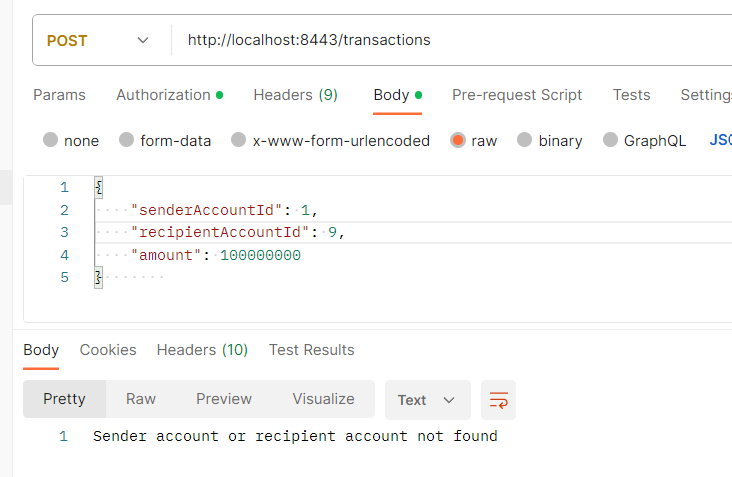 POST http://localhost:8443/transactions
Params Authorization Headers (9) Body Pre-request Script Tests Settings
none form-data x-www-form-urlencoded raw binary GraphQL
1 {
2 "senderAccountId": 1,
3 "recipientAccountId": 9,
4 "amount": 100000000
5 }
Body Cookies Headers (10) Test Results
Pretty Raw Preview Visualize Text
1 Sender account or recipient account not found